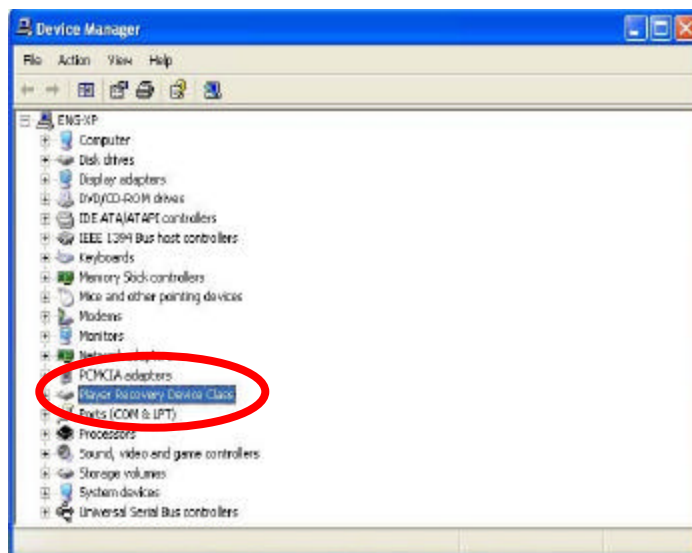 Device Manager
File Action View Help
ENG-XP
Computer
Disk drives
Display adapters
DVD/CD-ROM drives
IDE ATA/ATAPI controllers
IEEE 1394 Bus host controllers
Keyboards
Memory Stick controllers
Mice and other pointing devices
Modems
Monitors
Network adapters
PCMCIA adapters
Player Recovery Device Class
Ports (COM & LPT)
Processors
Sound, video and game controllers
Storage volumes
System devices
Universal Serial Bus controllers